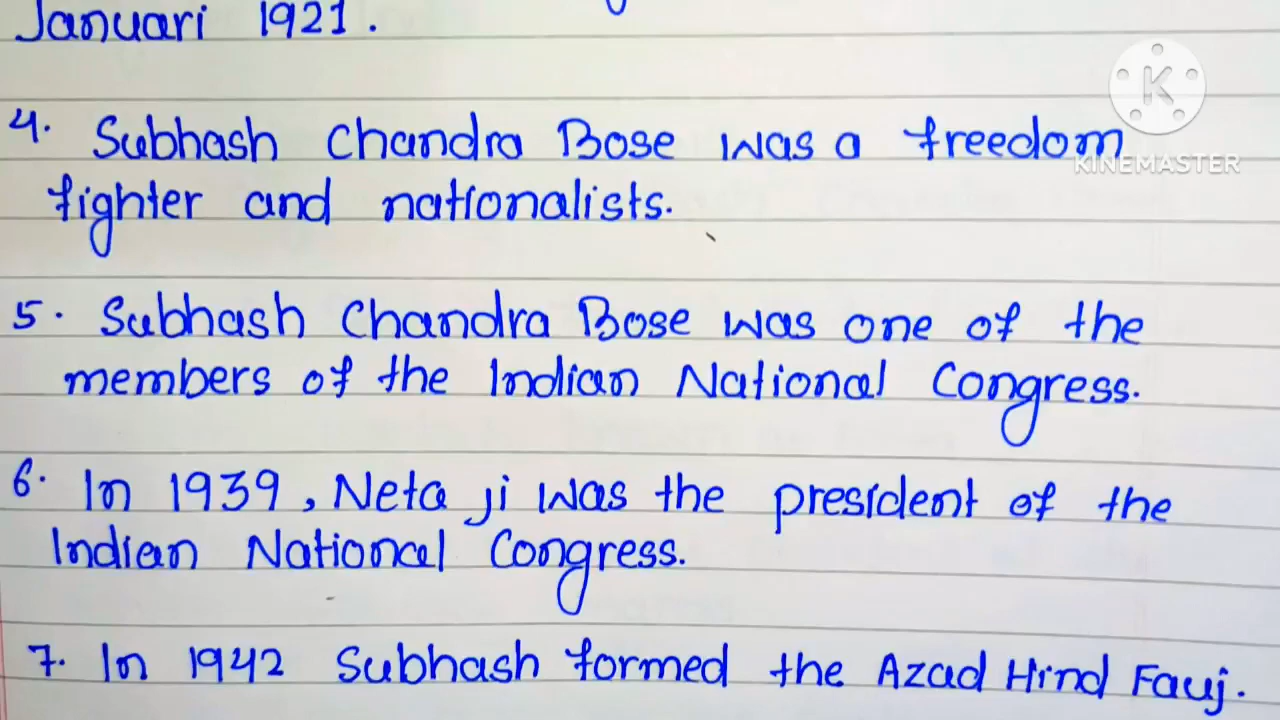 Januari 1921.
4. Subhash Chandra Bose was a freedom
fighter and nationalists.
5. Subhash Chandra Bose was one of the
members of the Indian National Congress.
6. In 1939, Neta ji was the president of the
Indian National Congress.
7. In 1942 Subhash formed the Azad Hind Fauj.
K
KINEMASTER